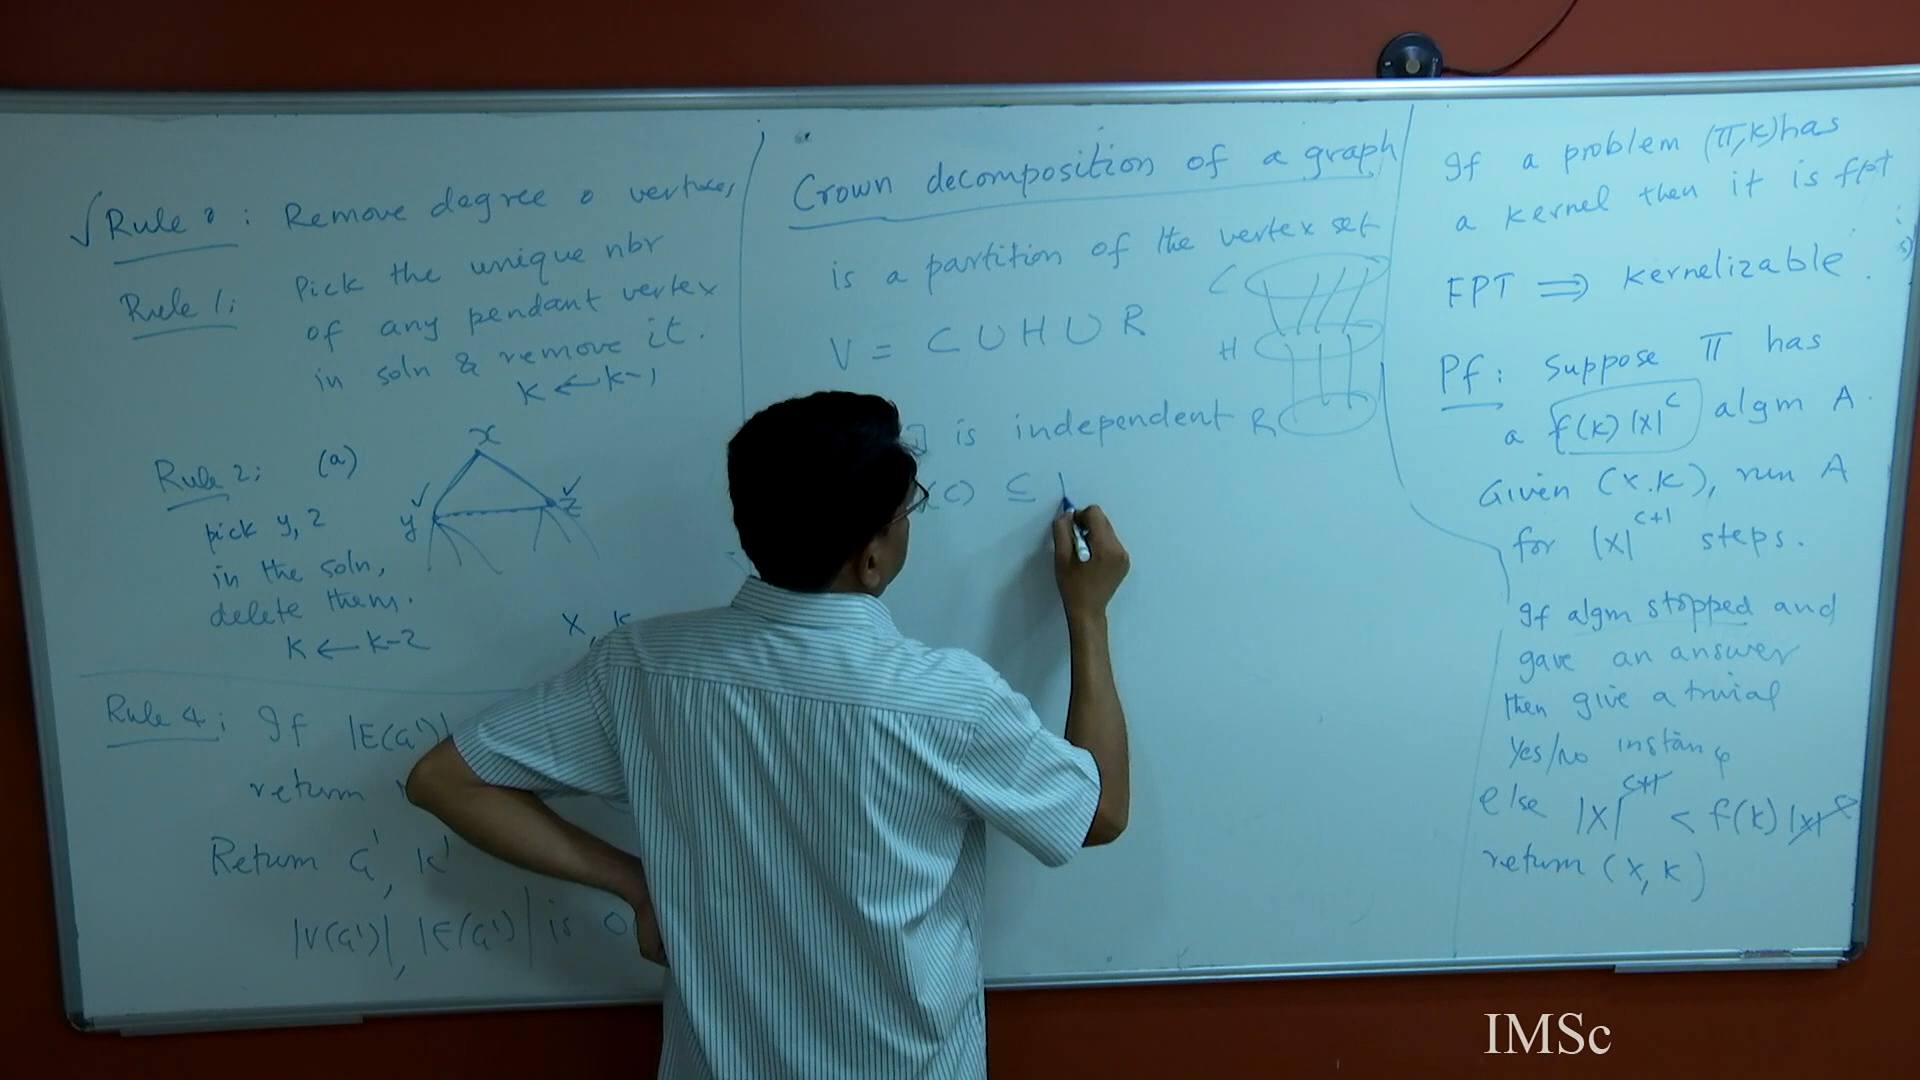 √Rule 0: Remove degree 0 vertices
Rule 1: Pick the unique nbr
of any pendant vertex
in soln & remove it.
k ← k-1
Rule 2: (a)
x
y
z
pick y, z
in the soln,
delete them.
k ← k-2
x, k
Rule 4: If |E(G')|
return
Return G', k'
|V(G')|, |E(G')| is O
Crown decomposition of a graph
is a partition of the vertex set
V = C ∪ H ∪ R
C
H
R
] is independent
(C) ⊆
If a problem (π,k) has
a kernel then it is fpt
FPT ⟹ kernelizable.
Pf: Suppose π has
a f(k)|x|^c algm A.
Given (x,k), run A
for |x|^{c+1} steps.
If algm stopped and
gave an answer
then give a trivial
Yes/no
else |x|^{c+1} < f(k)|x|^c
return (x, k)
IMSc